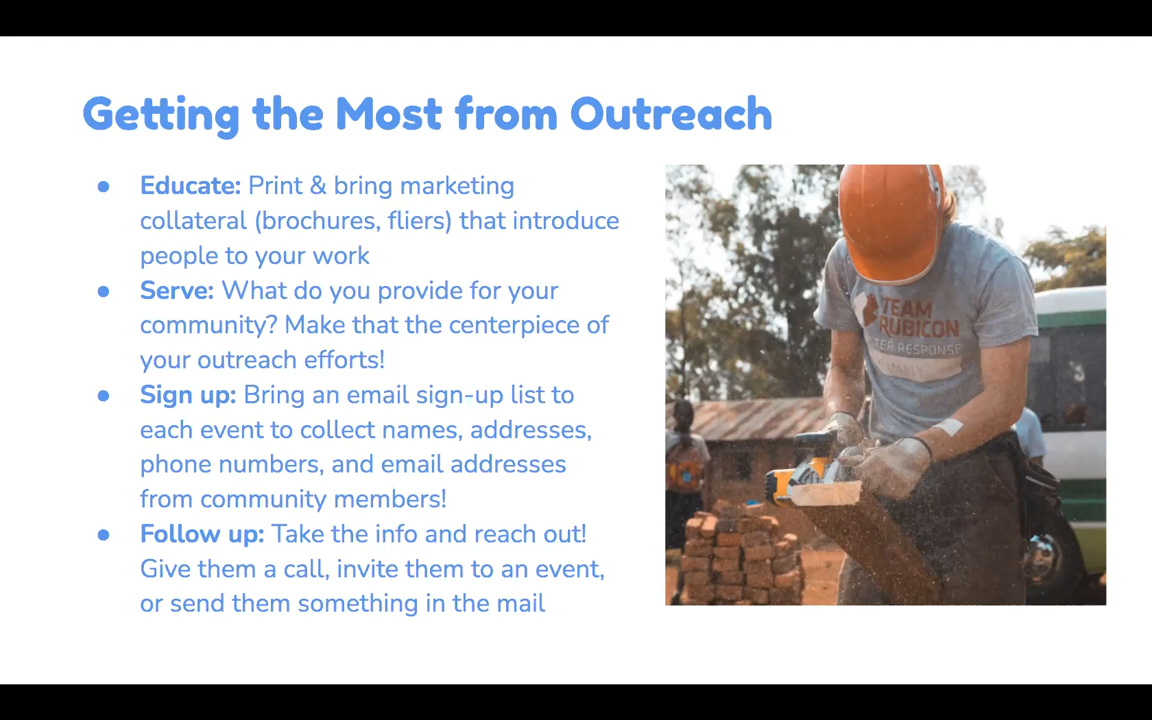 Getting the Most from Outreach
● Educate: Print & bring marketing
collateral (brochures, fliers) that introduce
people to your work
● Serve: What do you provide for your
community? Make that the centerpiece of
your outreach efforts!
● Sign up: Bring an email sign-up list to
each event to collect names, addresses,
phone numbers, and email addresses
from community members!
● Follow up: Take the info and reach out!
Give them a call, invite them to an event,
or send them something in the mail
TEAM
RUBICON
TER RESPONSE